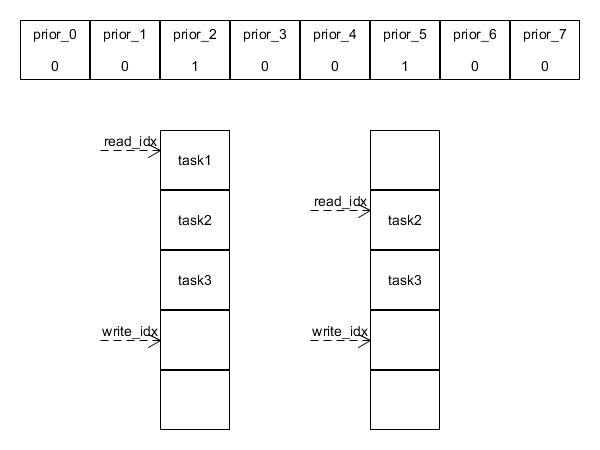 prior_0 prior_1 prior_2 prior_3 prior_4 prior_5 prior_6 prior_7
0 0 1 0 0 1 0 0
read_idx
task1
read_idx
task2 task2
task3 task3
write_idx write_idx